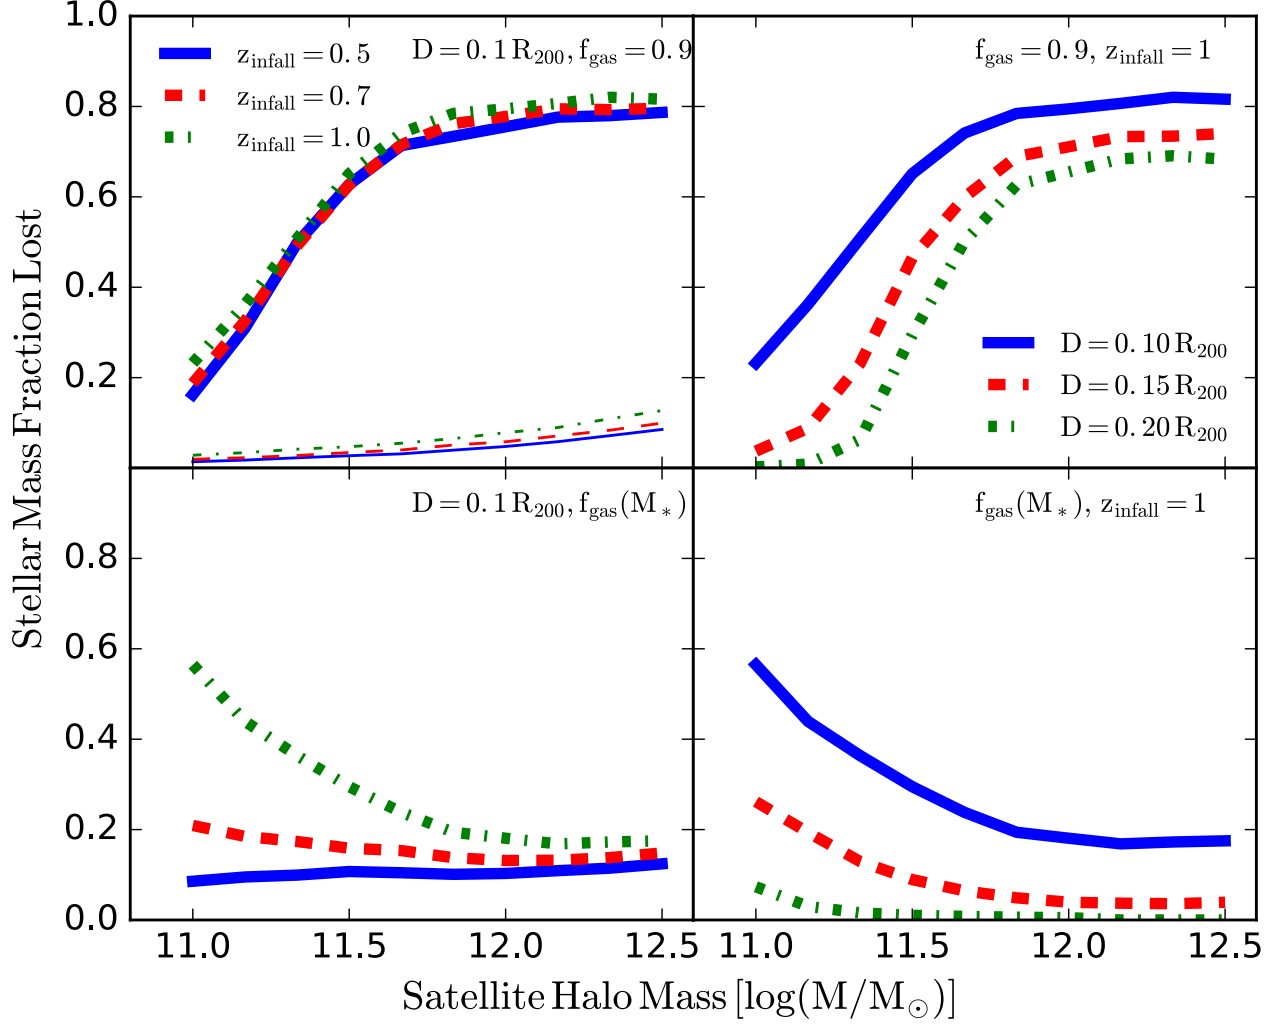 1.0
0.8
0.6
0.4
0.2
z_infall = 0.5
z_infall = 0.7
z_infall = 1.0
D = 0.1 R_200, f_gas = 0.9
f_gas = 0.9, z_infall = 1
D = 0.10 R_200
D = 0.15 R_200
D = 0.20 R_200
Stellar Mass Fraction Lost
0.8
0.6
0.4
0.2
0.0
D = 0.1 R_200, f_gas(M_*)
f_gas(M_*), z_infall = 1
11.0 11.5 12.0 12.5
11.0 11.5 12.0 12.5
Satellite Halo Mass [log(M/M_⊙)]